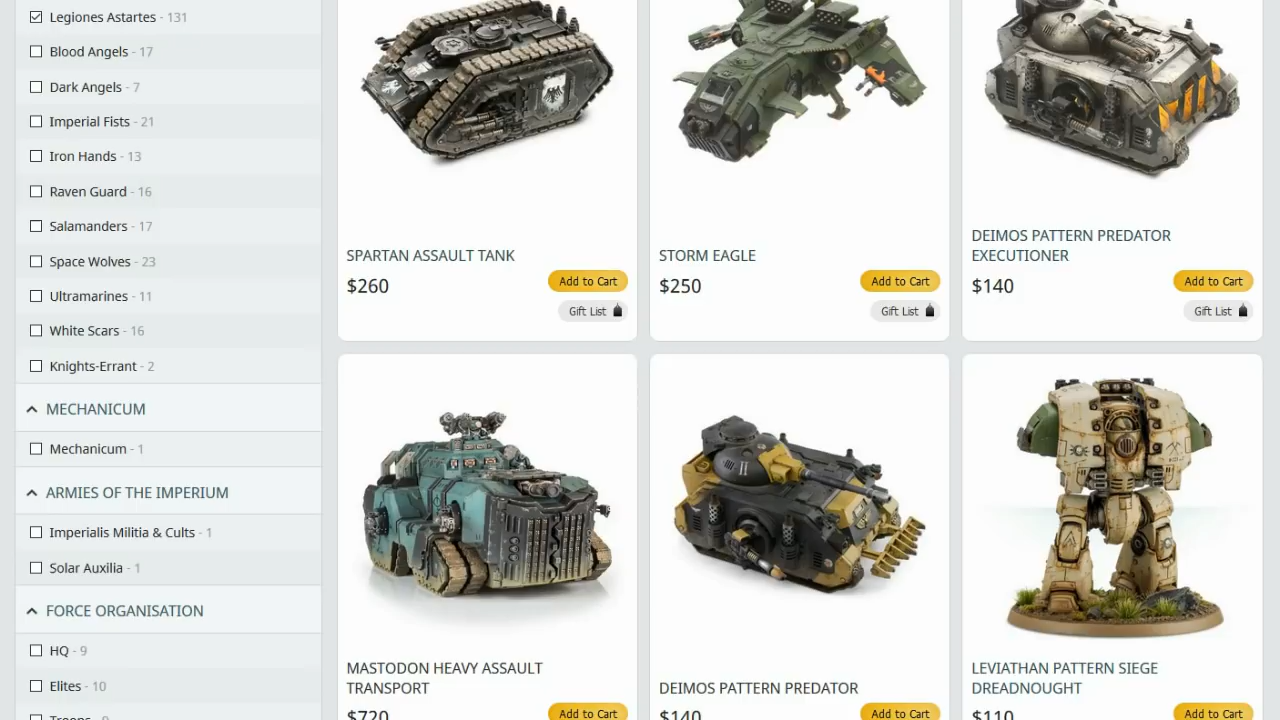 Legiones Astartes - 131
Blood Angels - 17
Dark Angels - 7
Imperial Fists - 21
Iron Hands - 13
Raven Guard - 16
Salamanders - 17
Space Wolves - 23
Ultramarines - 11
White Scars - 16
Knights-Errant - 2
MECHANICUM
Mechanicum - 1
ARMIES OF THE IMPERIUM
Imperialis Militia & Cults - 1
Solar Auxilia - 1
FORCE ORGANISATION
HQ - 9
Elites - 10
Troops - 9
SPARTAN ASSAULT TANK
$260
Add to Cart
Gift List
STORM EAGLE
$250
Add to Cart
Gift List
DEIMOS PATTERN PREDATOR
EXECUTIONER
$140
Add to Cart
Gift List
MASTODON HEAVY ASSAULT
TRANSPORT
$720
Add to Cart
DEIMOS PATTERN PREDATOR
$140
Add to Cart
LEVIATHAN PATTERN SIEGE
DREADNOUGHT
$110
Add to Cart